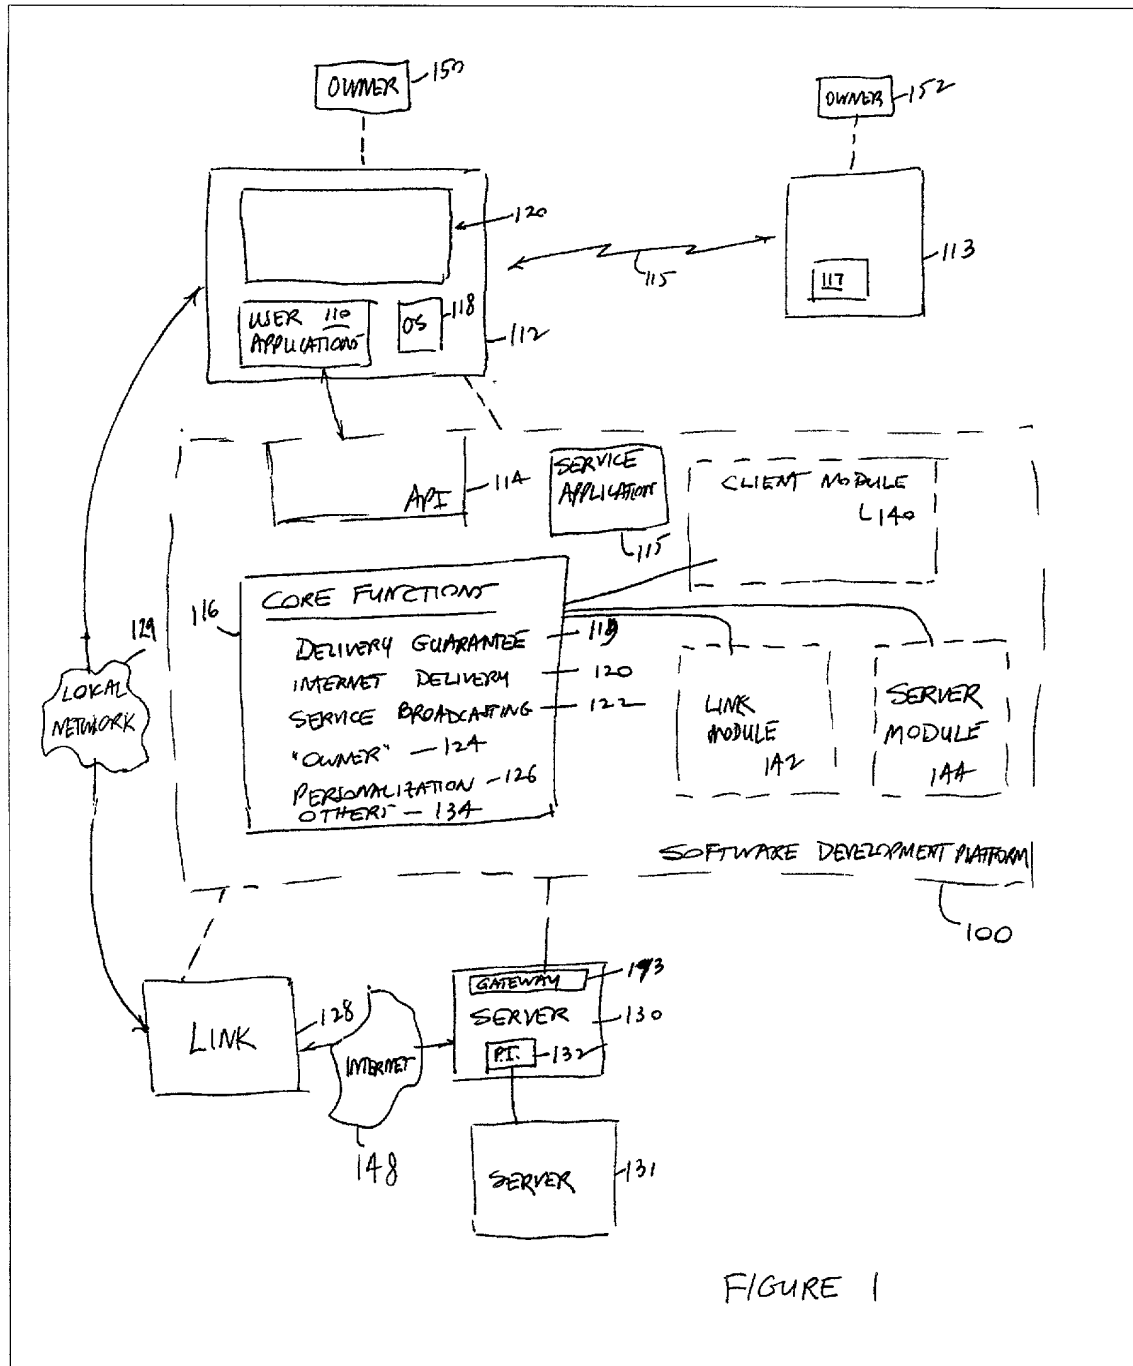 OWNER 150
OWNER 152
120
115
113
117
USER 110
APPLICATIONS
OS
118
112
API
114
SERVICE
APPLICATION
115
CLIENT MODULE
140
116
CORE FUNCTIONS
DELIVERY GUARANTEE
INTERNET DELIVERY — 120
SERVICE BROADCASTING — 122
"OWNER" — 124
PERSONALIZATION — 126
OTHERS — 134
LINK
MODULE
142
SERVER
MODULE
144
129
LOKAL
NETWORK
SOFTWARE DEVELOPMENT PLATFORM
100
LINK
128
INTERNET
148
GATEWAY
SERVER
130
P.I. 132
SERVER
131
FIGURE 1